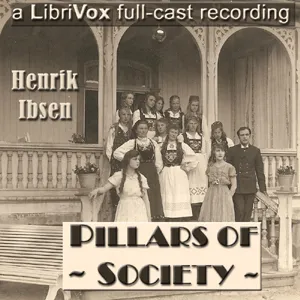 a LibriVox full-cast recording
Henrik
Ibsen
PILLARS OF
~ SOCIETY ~